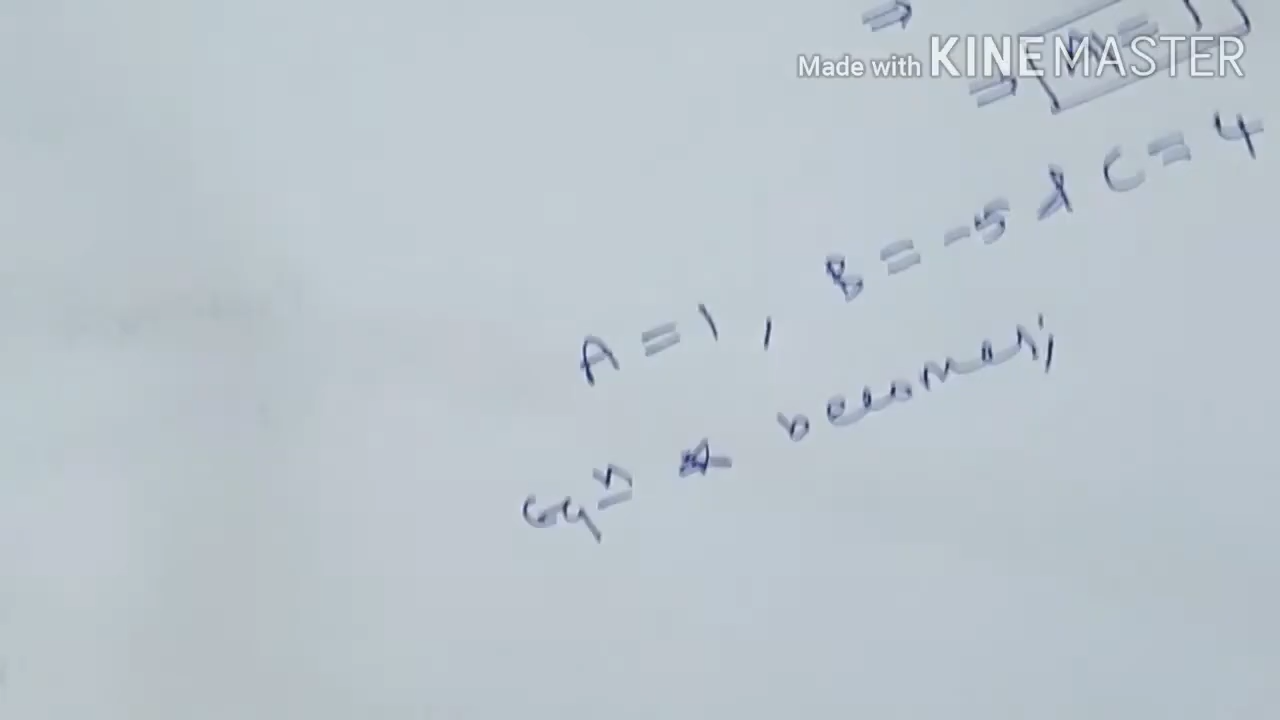 ⇒
Made with KINEMASTER
⇒ A =
A = 1, B = -5 & C = 4
Eqⁿ * becomes,